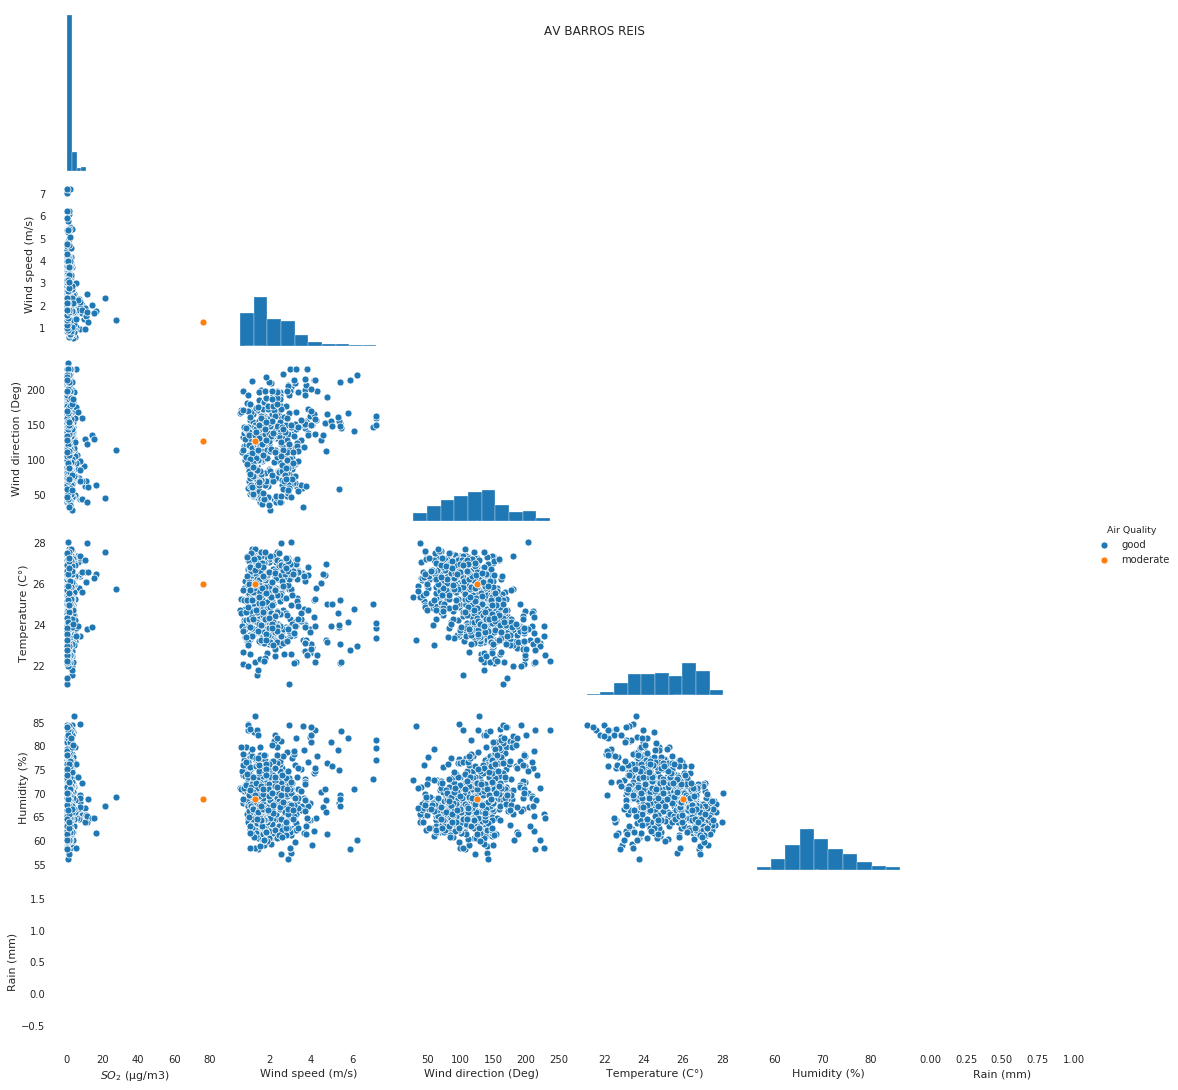 AV BARROS REIS
7
6
5
4
3
2
1
Wind speed (m/s)
200
150
100
50
Wind direction (Deg)
28
26
24
22
Temperature (C°)
Air Quality
good
moderate
85
80
75
70
65
60
55
Humidity (%)
1.5
1.0
0.5
0.0
−0.5
Rain (mm)
0 20 40 60 80
SO2 (μg/m3)
2 4 6
Wind speed (m/s)
50 100 150 200 250
Wind direction (Deg)
22 24 26 28
Temperature (C°)
60 70 80
Humidity (%)
0.00 0.25 0.50 0.75 1.00
Rain (mm)